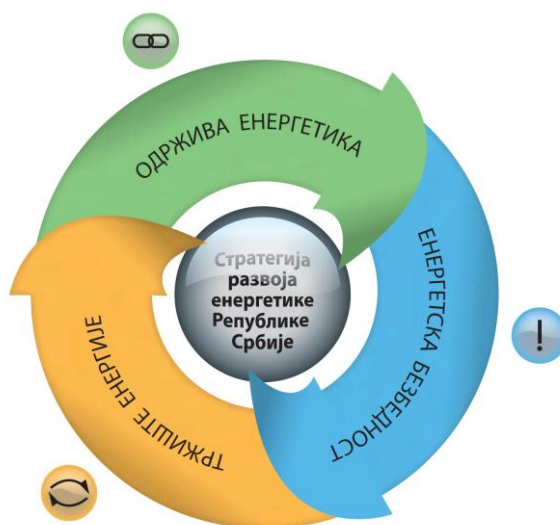 ОДРЖИВА ЕНЕРГЕТИКА
ЕНЕРГЕТСКА БЕЗБЕДНОСТ
ТРЖИШТЕ ЕНЕРГИЈЕ
Стратегија
развоја
енергетике
Републике
Србије